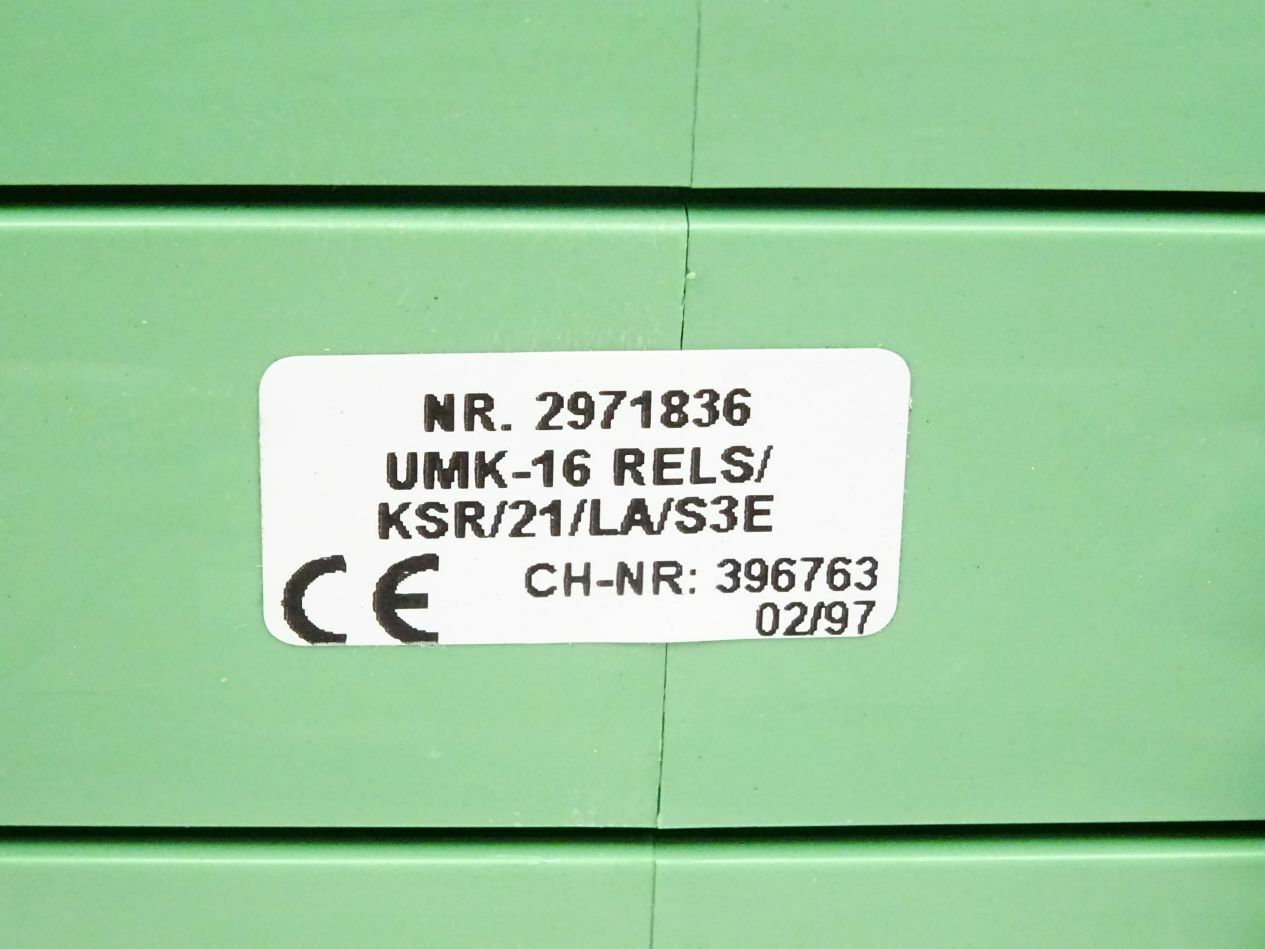 NR. 2971836
UMK-16 RELS/
KSR/21/LA/S3E
CE CH-NR: 396763
02/97